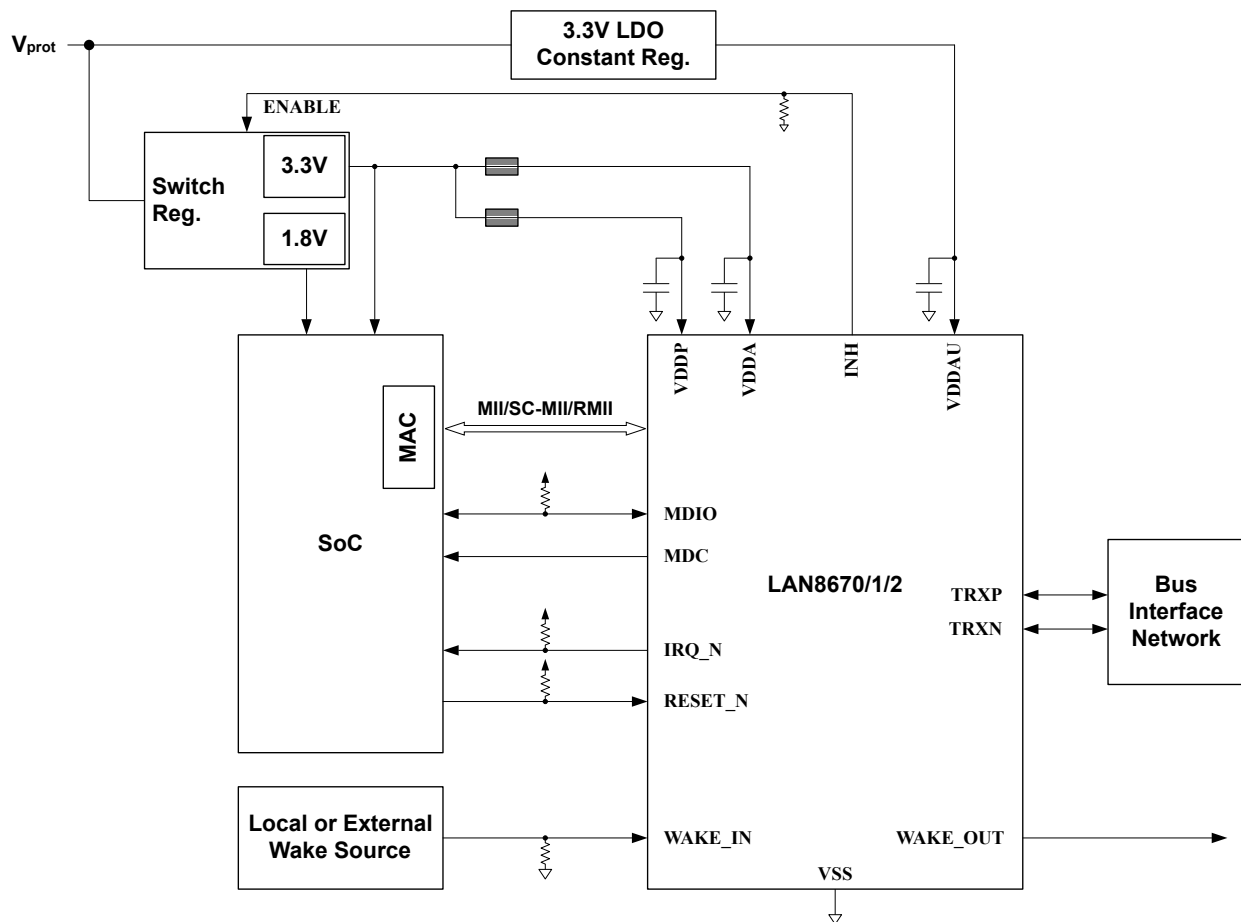 Vprot
3.3V LDO
Constant Reg.
ENABLE
Switch
Reg.
3.3V
1.8V
VDDP
VDDA
INH
VDDAU
MAC
MII/SC-MII/RMII
SoC
MDIO
MDC
LAN8670/1/2
IRQ_N
RESET_N
TRXP
TRXN
Bus
Interface
Network
Local or External
Wake Source
WAKE_IN
WAKE_OUT
VSS